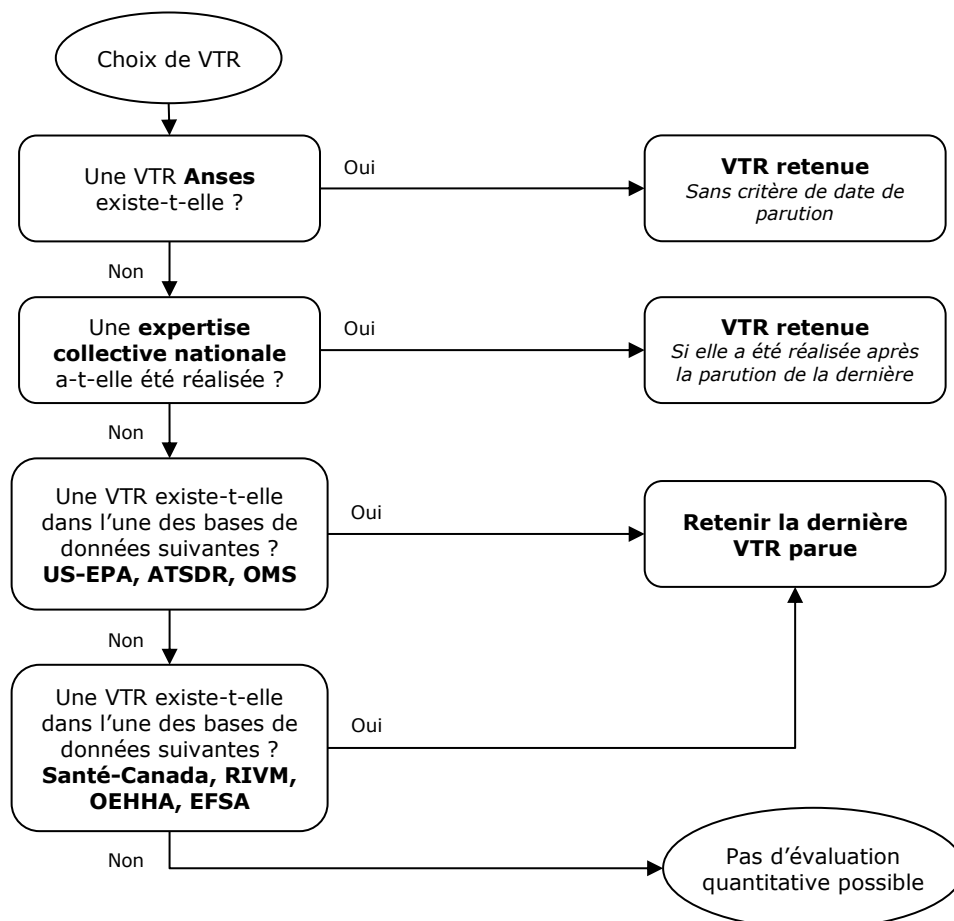 Choix de VTR
Une VTR Anses
existe-t-elle ?
Oui
VTR retenue
Sans critère de date de
parution
Non
Une expertise
collective nationale
a-t-elle été réalisée ?
Oui
VTR retenue
Si elle a été réalisée après
la parution de la dernière
Non
Une VTR existe-t-elle
dans l'une des bases de
données suivantes ?
US-EPA, ATSDR, OMS
Oui
Retenir la dernière
VTR parue
Non
Une VTR existe-t-elle
dans l'une des bases de
données suivantes ?
Santé-Canada, RIVM,
OEHHA, EFSA
Oui
Non
Pas d'évaluation
quantitative possible